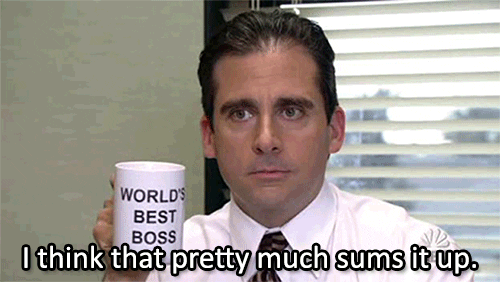 WORLD'S
BEST
BOSS
I think that pretty much sums it up.